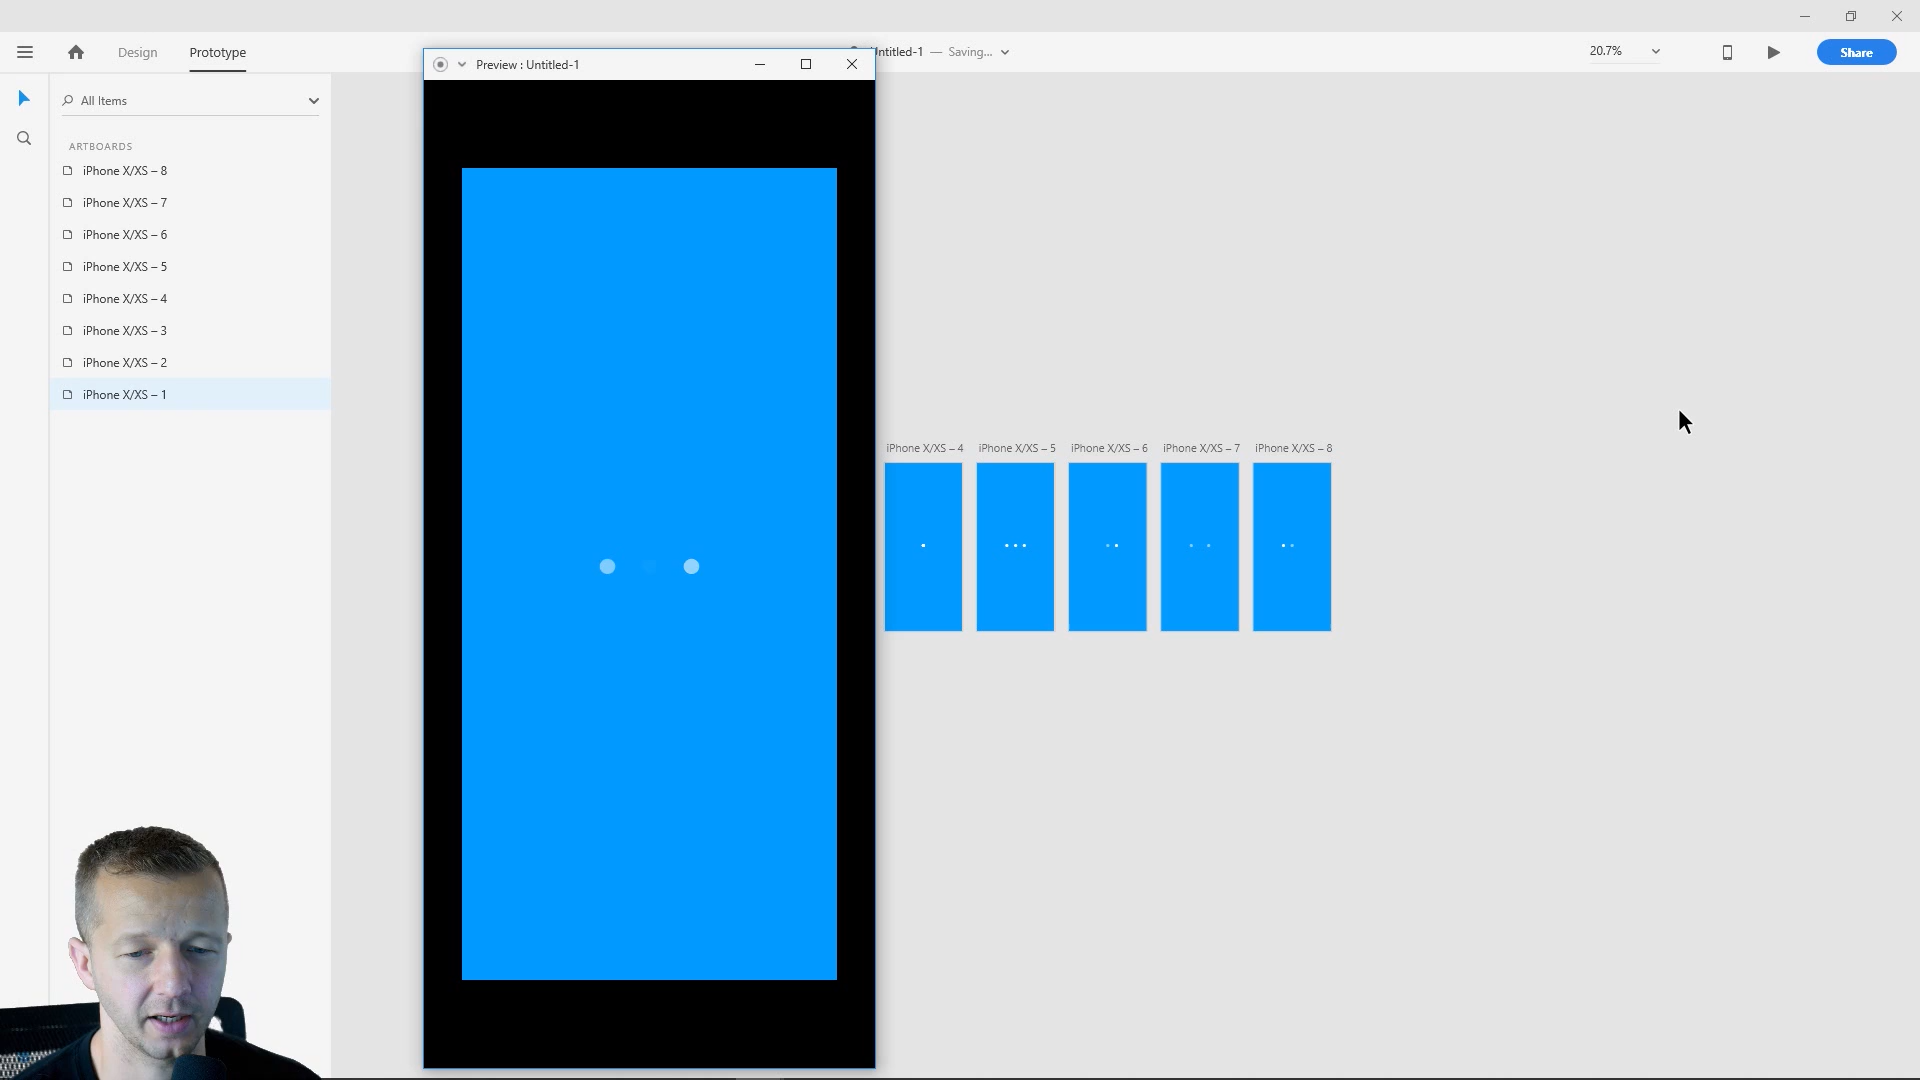 Design
Prototype
Untitled-1 — Saving...
20.7%
Share
Preview : Untitled-1
All Items
ARTBOARDS
iPhone X/XS – 8
iPhone X/XS – 7
iPhone X/XS – 6
iPhone X/XS – 5
iPhone X/XS – 4
iPhone X/XS – 3
iPhone X/XS – 2
iPhone X/XS – 1
iPhone X/XS – 4
iPhone X/XS – 5
iPhone X/XS – 6
iPhone X/XS – 7
iPhone X/XS – 8